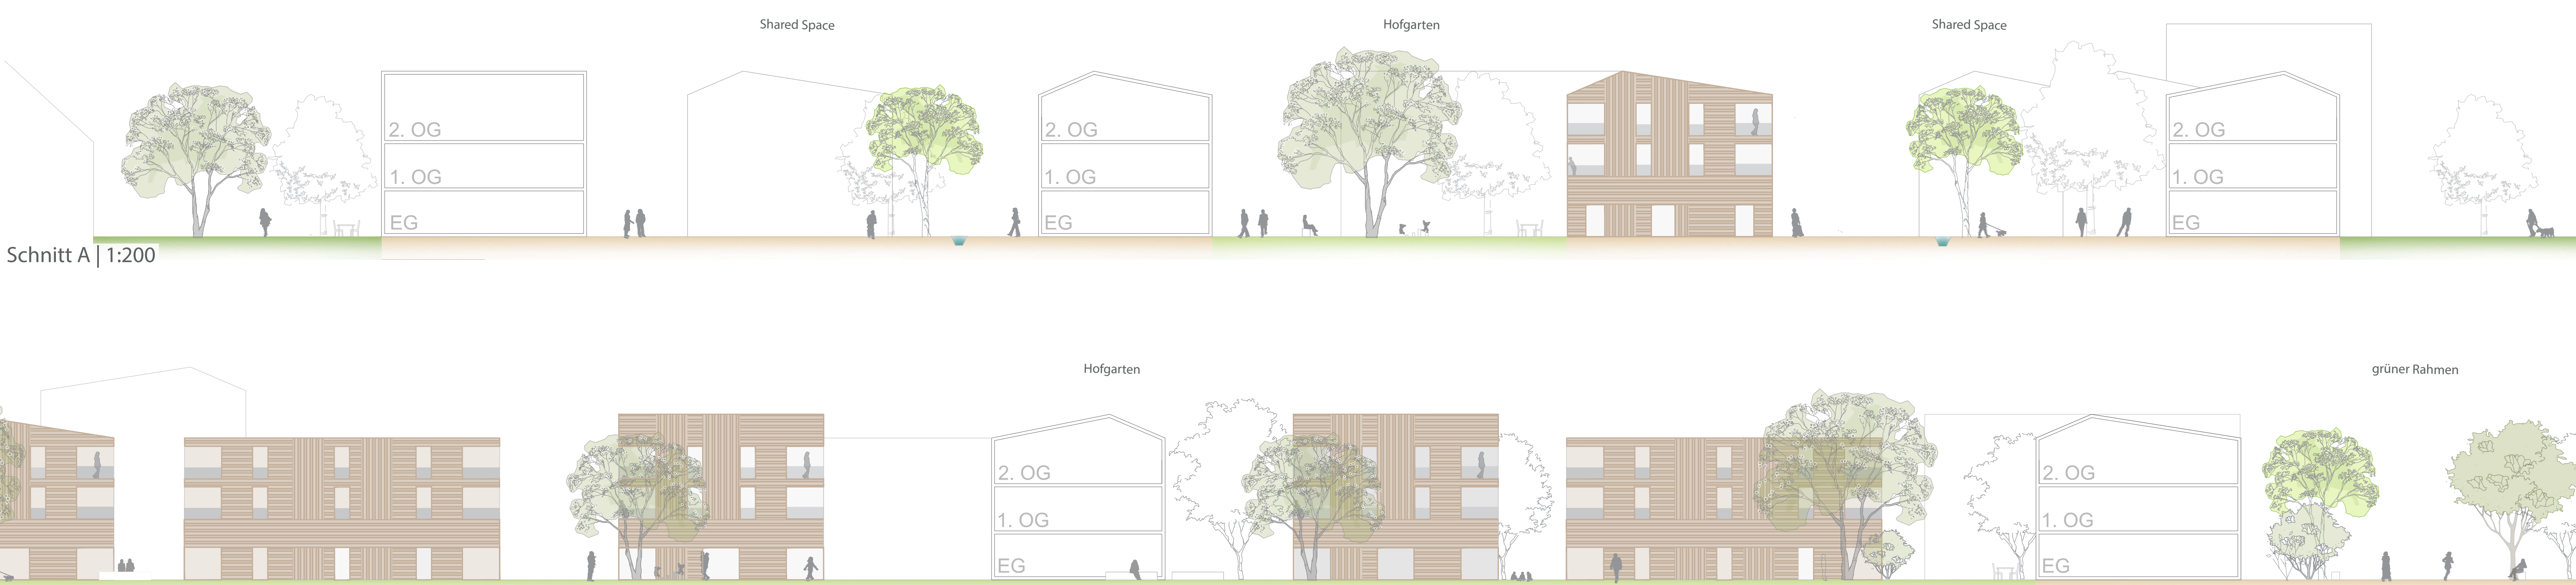 Shared Space
Hofgarten
Shared Space
2. OG
1. OG
EG
2. OG
1. OG
EG
2. OG
1. OG
EG
Schnitt A | 1:200
Hofgarten
grüner Rahmen
2. OG
1. OG
EG
2. OG
1. OG
EG